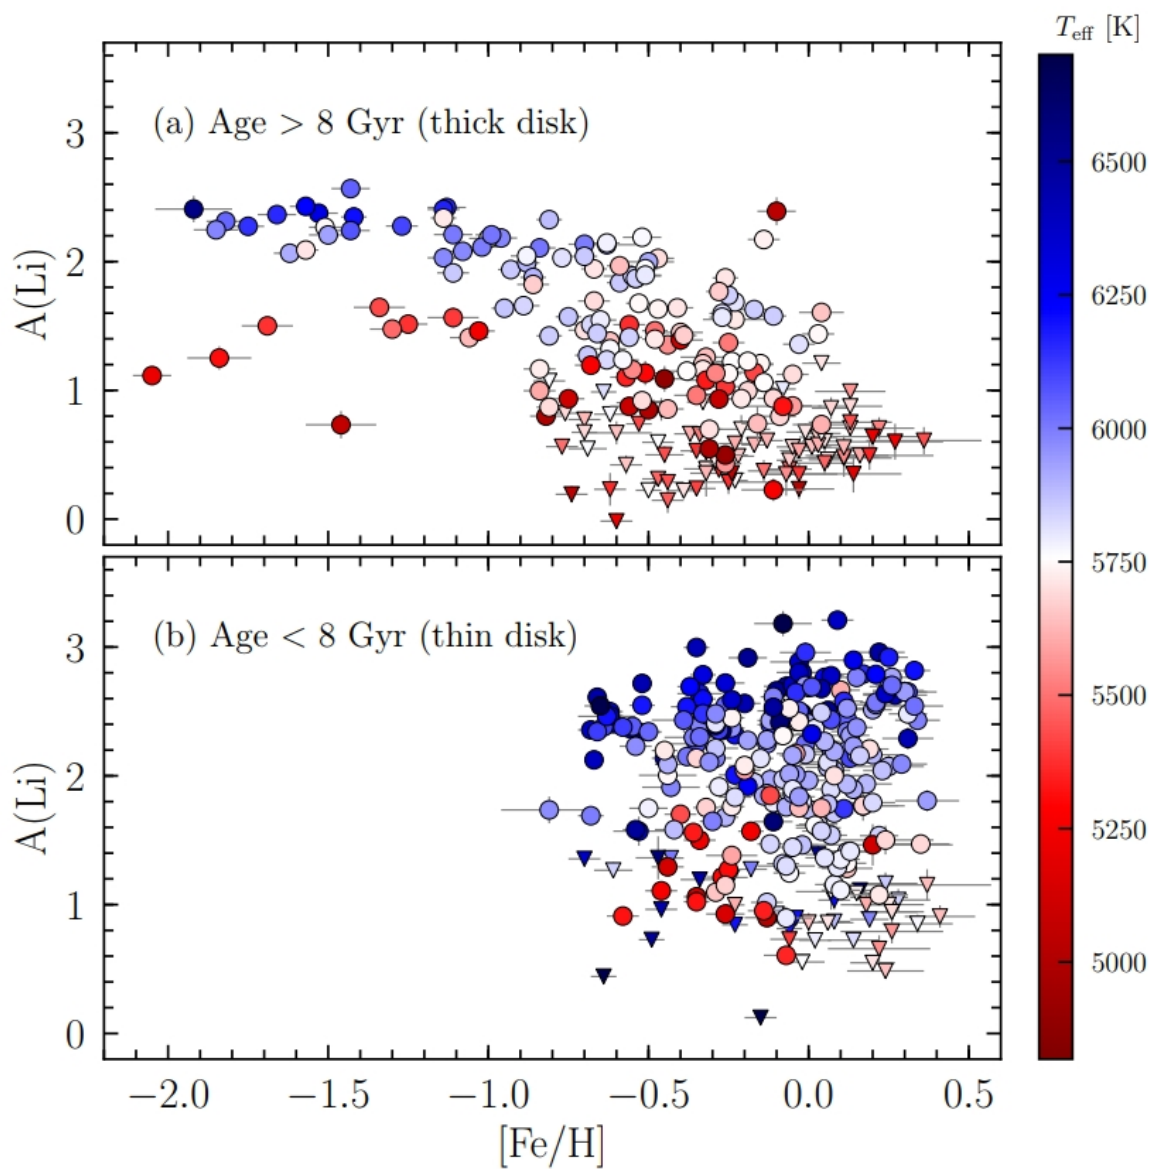 T_eff [K]
(a) Age > 8 Gyr (thick disk)
3
2
1
0
A(Li)
(b) Age < 8 Gyr (thin disk)
3
2
1
0
A(Li)
−2.0 −1.5 −1.0 −0.5 0.0 0.5
[Fe/H]
6500
6250
6000
5750
5500
5250
5000